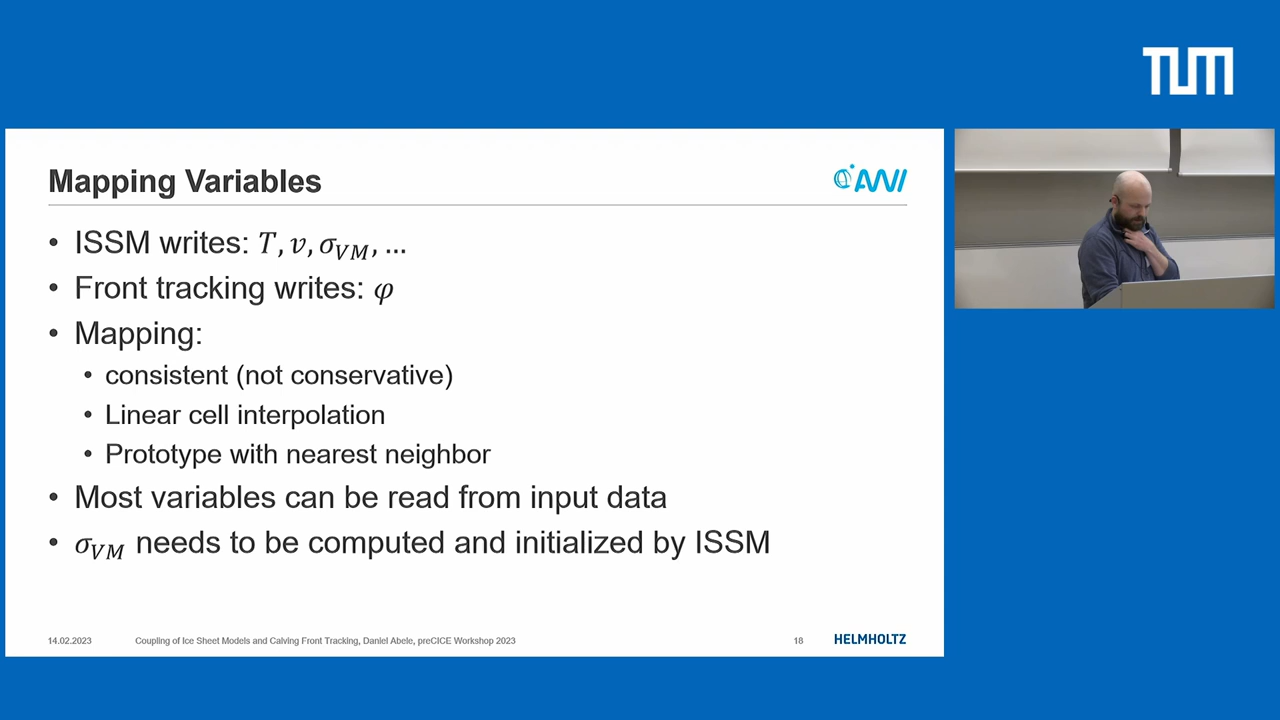 TUM
Mapping Variables
AWI
• ISSM writes: T, v, σ_VM, ...
• Front tracking writes: φ
• Mapping:
• consistent (not conservative)
• Linear cell interpolation
• Prototype with nearest neighbor
• Most variables can be read from input data
• σ_VM needs to be computed and initialized by ISSM
14.02.2023 Coupling of Ice Sheet Models and Calving Front Tracking, Daniel Abele, preCICE Workshop 2023 18 HELMHOLTZ